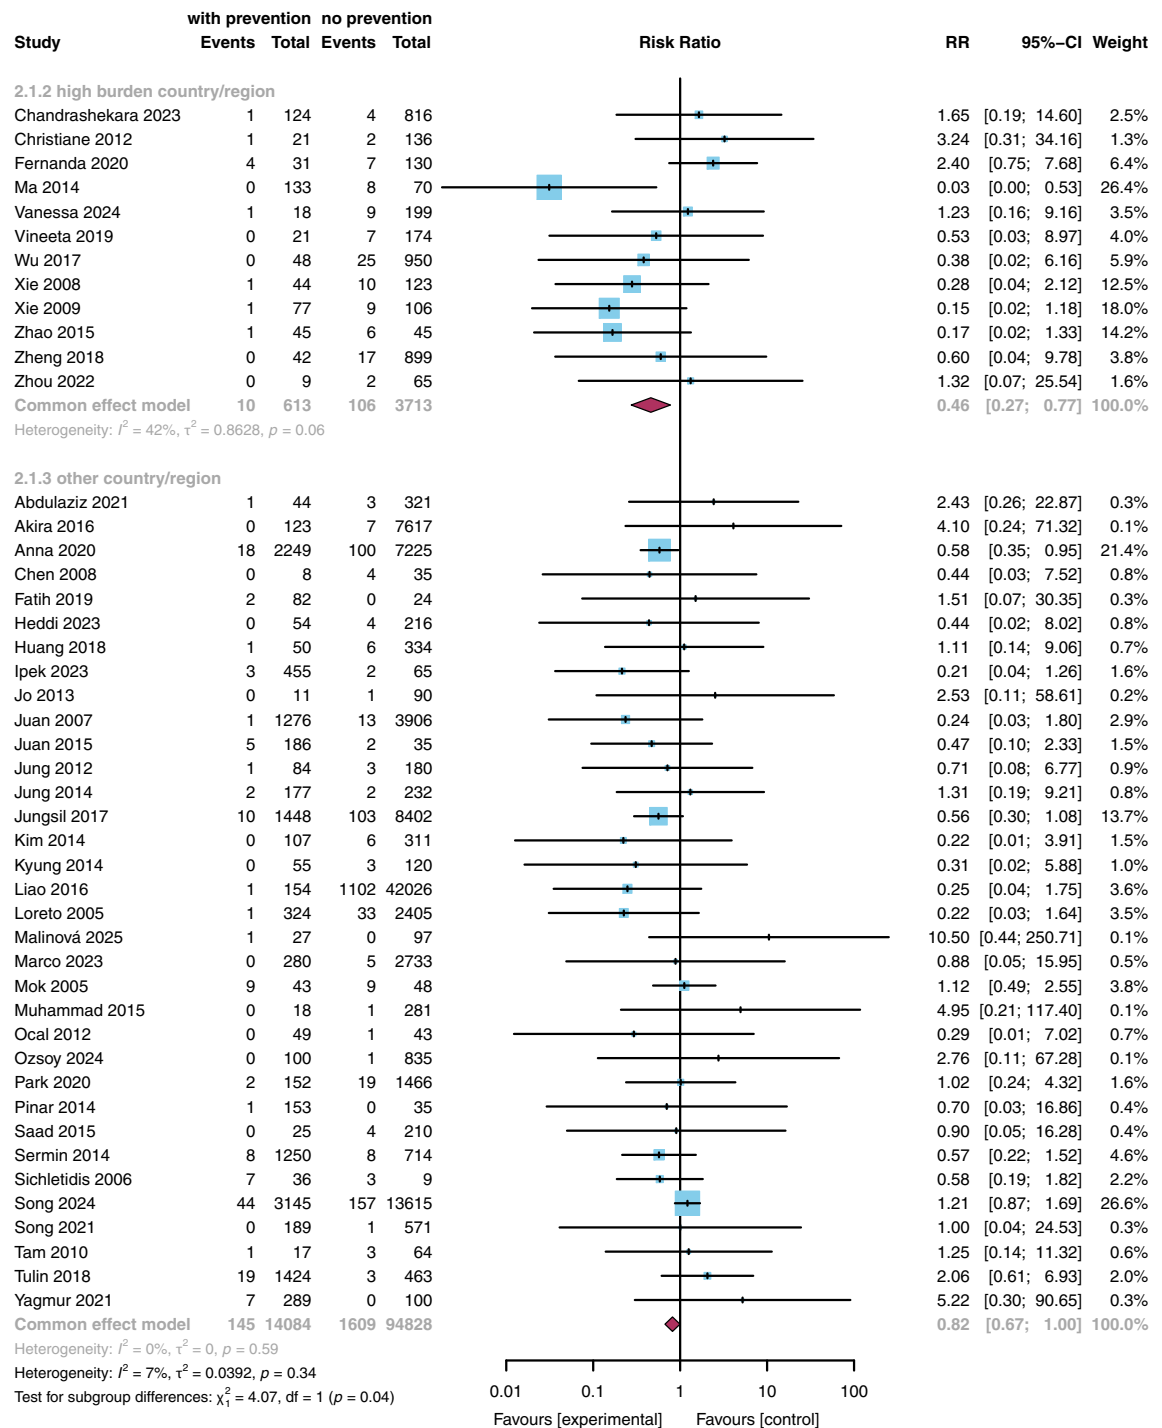 with prevention no prevention
Study Events Total Events Total Risk Ratio RR 95%−CI Weight
2.1.2 high burden country/region
Chandrashekara 2023 1 124 4 816 1.65 [0.19; 14.60] 2.5%
Christiane 2012 1 21 2 136 3.24 [0.31; 34.16] 1.3%
Fernanda 2020 4 31 7 130 2.40 [0.75; 7.68] 6.4%
Ma 2014 0 133 8 70 0.03 [0.00; 0.53] 26.4%
Vanessa 2024 1 18 9 199 1.23 [0.16; 9.16] 3.5%
Vineeta 2019 0 21 7 174 0.53 [0.03; 8.97] 4.0%
Wu 2017 0 48 25 950 0.38 [0.02; 6.16] 5.9%
Xie 2008 1 44 10 123 0.28 [0.04; 2.12] 12.5%
Xie 2009 1 77 9 106 0.15 [0.02; 1.18] 18.0%
Zhao 2015 1 45 6 45 0.17 [0.02; 1.33] 14.2%
Zheng 2018 0 42 17 899 0.60 [0.04; 9.78] 3.8%
Zhou 2022 0 9 2 65 1.32 [0.07; 25.54] 1.6%
Common effect model 10 613 106 3713 0.46 [0.27; 0.77] 100.0%
Heterogeneity: I² = 42%, τ² = 0.8628, p = 0.06
2.1.3 other country/region
Abdulaziz 2021 1 44 3 321 2.43 [0.26; 22.87] 0.3%
Akira 2016 0 123 7 7617 4.10 [0.24; 71.32] 0.1%
Anna 2020 18 2249 100 7225 0.58 [0.35; 0.95] 21.4%
Chen 2008 0 8 4 35 0.44 [0.03; 7.52] 0.8%
Fatih 2019 2 82 0 24 1.51 [0.07; 30.35] 0.3%
Heddi 2023 0 54 4 216 0.44 [0.02; 8.02] 0.8%
Huang 2018 1 50 6 334 1.11 [0.14; 9.06] 0.7%
Ipek 2023 3 455 2 65 0.21 [0.04; 1.26] 1.6%
Jo 2013 0 11 1 90 2.53 [0.11; 58.61] 0.2%
Juan 2007 1 1276 13 3906 0.24 [0.03; 1.80] 2.9%
Juan 2015 5 186 2 35 0.47 [0.10; 2.33] 1.5%
Jung 2012 1 84 3 180 0.71 [0.08; 6.77] 0.9%
Jung 2014 2 177 2 232 1.31 [0.19; 9.21] 0.8%
Jungsil 2017 10 1448 103 8402 0.56 [0.30; 1.08] 13.7%
Kim 2014 0 107 6 311 0.22 [0.01; 3.91] 1.5%
Kyung 2014 0 55 3 120 0.31 [0.02; 5.88] 1.0%
Liao 2016 1 154 1102 42026 0.25 [0.04; 1.75] 3.6%
Loreto 2005 1 324 33 2405 0.22 [0.03; 1.64] 3.5%
Malinová 2025 1 27 0 97 10.50 [0.44; 250.71] 0.1%
Marco 2023 0 280 5 2733 0.88 [0.05; 15.95] 0.5%
Mok 2005 9 43 9 48 1.12 [0.49; 2.55] 3.8%
Muhammad 2015 0 18 1 281 4.95 [0.21; 117.40] 0.1%
Ocal 2012 0 49 1 43 0.29 [0.01; 7.02] 0.7%
Ozsoy 2024 0 100 1 835 2.76 [0.11; 67.28] 0.1%
Park 2020 2 152 19 1466 1.02 [0.24; 4.32] 1.6%
Pinar 2014 1 153 0 35 0.70 [0.03; 16.86] 0.4%
Saad 2015 0 25 4 210 0.90 [0.05; 16.28] 0.4%
Sermin 2014 8 1250 8 714 0.57 [0.22; 1.52] 4.6%
Sichletidis 2006 7 36 3 9 0.58 [0.19; 1.82] 2.2%
Song 2024 44 3145 157 13615 1.21 [0.87; 1.69] 26.6%
Song 2021 0 189 1 571 1.00 [0.04; 24.53] 0.3%
Tam 2010 1 17 3 64 1.25 [0.14; 11.32] 0.6%
Tulin 2018 19 1424 3 463 2.06 [0.61; 6.93] 2.0%
Yagmur 2021 7 289 0 100 5.22 [0.30; 90.65] 0.3%
Common effect model 145 14084 1609 94828 0.82 [0.67; 1.00] 100.0%
Heterogeneity: I² = 0%, τ² = 0, p = 0.59
Heterogeneity: I² = 7%, τ² = 0.0392, p = 0.34
Test for subgroup differences: χ₁² = 4.07, df = 1 (p = 0.04)
0.01 0.1 1 10 100
Favours [experimental] Favours [control]